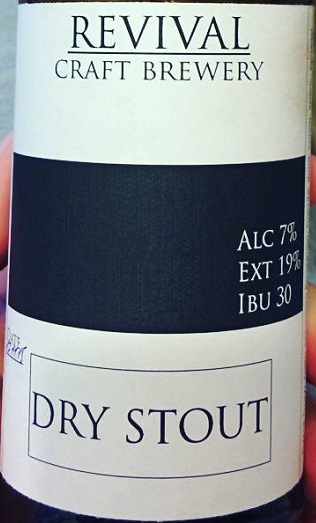 REVIVAL
CRAFT BREWERY
ALC 7%
EXT 19%
IBU 30
DRY STOUT